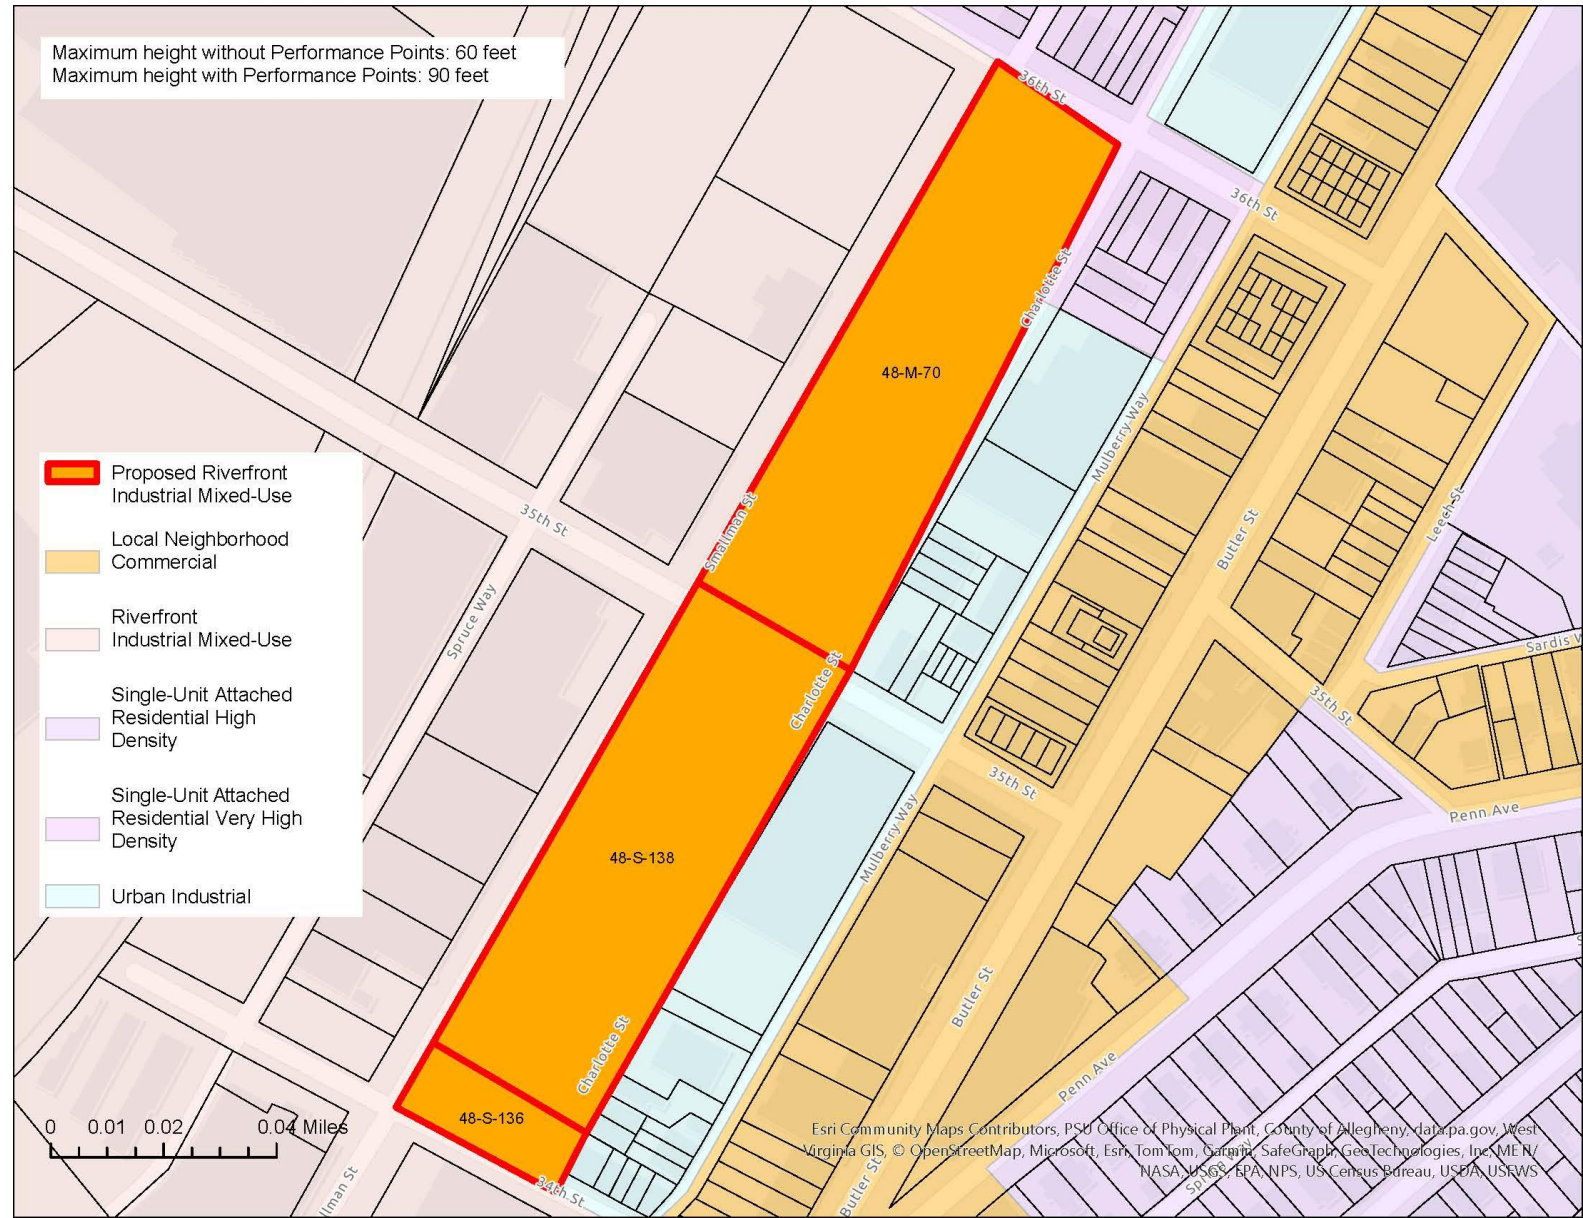 Maximum height without Performance Points: 60 feet
Maximum height with Performance Points: 90 feet
36th St
36th St
Charlotte St
48-M-70
Mulberry Way
Smallman St
35th St
Butler St
Leech St
Spruce Way
Sardis W
Charlotte St
35th St
35th St
Penn Ave
Mulberry Way
48-S-138
Butler St
Charlotte St
Penn Ave
48-S-136
34th St
llman St
Butler St
Spring Way
S
Proposed Riverfront
Industrial Mixed-Use
Local Neighborhood
Commercial
Riverfront
Industrial Mixed-Use
Single-Unit Attached
Residential High
Density
Single-Unit Attached
Residential Very High
Density
Urban Industrial
0 0.01 0.02 0.04 Miles
Esri Community Maps Contributors, PSU Office of Physical Plant, County of Allegheny, data.pa.gov, West
Virginia GIS, © OpenStreetMap, Microsoft, Esri, TomTom, Garmin, SafeGraph, GeoTechnologies, Inc, METI/
NASA, USGS, EPA, NPS, US Census Bureau, USDA, USFWS